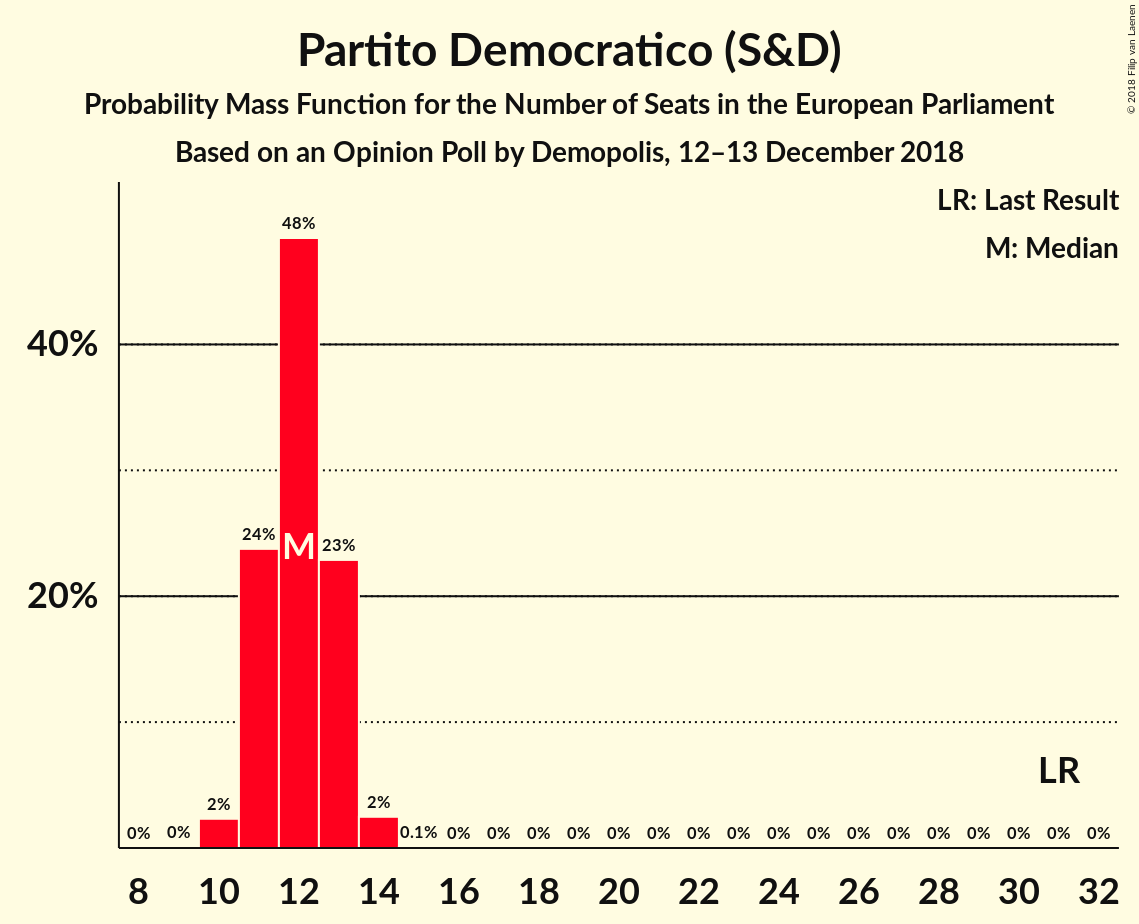 Partito Democratico (S&D)
Probability Mass Function for the Number of Seats in the European Parliament
Based on an Opinion Poll by Demopolis, 12–13 December 2018
© 2018 Filip van Laenen
LR: Last Result
M: Median
48%
40%
24%
M
23%
20%
LR
0% 0% 2% 2% 0.1% 0% 0% 0% 0% 0% 0% 0% 0% 0% 0% 0% 0% 0% 0% 0% 0% 0%
8 10 12 14 16 18 20 22 24 26 28 30 32